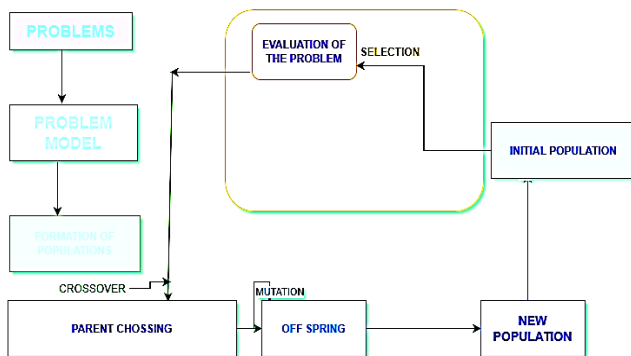 PROBLEMS
EVALUATION OF
THE PROBLEM
SELECTION
PROBLEM
MODEL
INITIAL POPULATION
FORMATION OF
POPULATIONS
CROSSOVER
MUTATION
PARENT CHOSSING
OFF SPRING
NEW
POPULATION